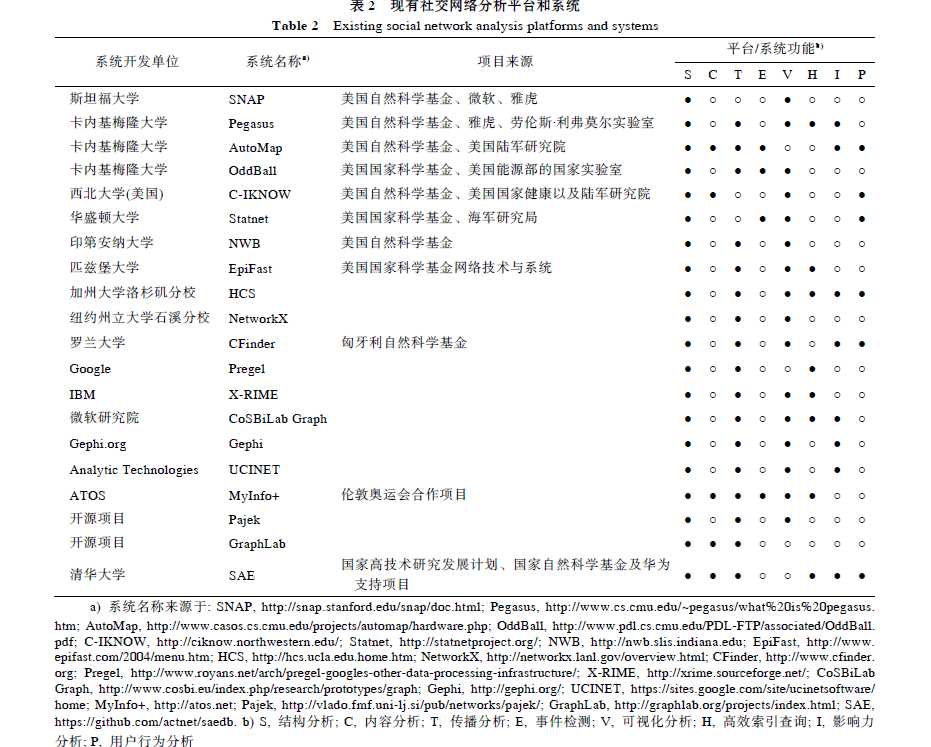 表 2 现有社交网络分析平台和系统
Table 2 Existing social network analysis platforms and systems
系统开发单位 系统名称a) 项目来源 平台/系统功能b)
S C T E V H I P
斯坦福大学 SNAP 美国自然科学基金、微软、雅虎 ● ○ ○ ○ ● ○ ○ ○
卡内基梅隆大学 Pegasus 美国自然科学基金、雅虎、劳伦斯·利弗莫尔实验室 ● ○ ● ○ ● ● ● ○
卡内基梅隆大学 AutoMap 美国自然科学基金、美国陆军研究院 ● ● ● ● ○ ○ ● ●
卡内基梅隆大学 OddBall 美国国家科学基金、美国能源部的国家实验室 ● ○ ● ● ● ○ ○ ○
西北大学(美国) C-IKNOW 美国自然科学基金、美国国家健康以及陆军研究院 ● ● ○ ○ ● ○ ○ ●
华盛顿大学 Statnet 美国国家科学基金、海军研究局 ● ○ ○ ● ● ○ ○ ●
印第安纳大学 NWB 美国自然科学基金 ● ○ ● ○ ● ○ ○ ○
匹兹堡大学 EpiFast 美国国家科学基金网络技术与系统 ● ○ ● ○ ● ● ○ ○
加州大学洛杉矶分校 HCS ● ○ ● ○ ● ● ● ●
纽约州立大学石溪分校 NetworkX ● ○ ● ○ ● ○ ○ ○
罗兰大学 CFinder 匈牙利自然科学基金 ● ○ ● ○ ● ○ ● ●
Google Pregel ● ○ ● ○ ○ ● ○ ○
IBM X-RIME ● ○ ● ○ ● ● ○ ○
微软研究院 CoSBiLab Graph ● ○ ● ○ ● ● ● ○
Gephi.org Gephi ● ○ ● ○ ● ○ ● ○
Analytic Technologies UCINET ● ○ ● ○ ● ○ ● ○
ATOS MyInfo+ 伦敦奥运会合作项目 ● ● ● ● ● ● ○ ○
开源项目 Pajek ● ○ ● ○ ● ○ ○ ○
开源项目 GraphLab ● ● ● ○ ○ ○ ○ ○
清华大学 SAE 国家高技术研究发展计划、国家自然科学基金及华为 ● ● ● ○ ○ ● ● ●
支持项目
a) 系统名称来源于: SNAP, http://snap.stanford.edu/snap/doc.html; Pegasus, http://www.cs.cmu.edu/~pegasus/what%20is%20pegasus.
htm; AutoMap, http://www.casos.cs.cmu.edu/projects/automap/hardware.php; OddBall, http://www.pdl.cs.cmu.edu/PDL-FTP/associated/OddBall.
pdf; C-IKNOW, http://ciknow.northwestern.edu/; Statnet, http://statnetproject.org/; NWB, http://nwb.slis.indiana.edu; EpiFast, http://www.
epifast.com/2004/menu.htm; HCS, http://hcs.ucla.edu.home.htm; NetworkX, http://networkx.lanl.gov/overview.html; CFinder, http://www.cfinder.
org; Pregel, http://www.royans.net/arch/pregel-googles-other-data-processing-infrastructure/; X-RIME, http://xrime.sourceforge.net/; CoSBiLab
Graph, http://www.cosbi.eu/index.php/research/prototypes/graph; Gephi, http://gephi.org/; UCINET, https://sites.google.com/site/ucinetsoftware/
home; MyInfo+, http://atos.net; Pajek, http://vlado.fmf.uni-lj.si/pub/networks/pajek/; GraphLab, http://graphlab.org/projects/index.html; SAE,
https://github.com/actnet/saedb. b) S, 结构分析; C, 内容分析; T, 传播分析; E, 事件检测; V, 可视化分析; H, 高效索引查询; I, 影响力
分析; P, 用户行为分析